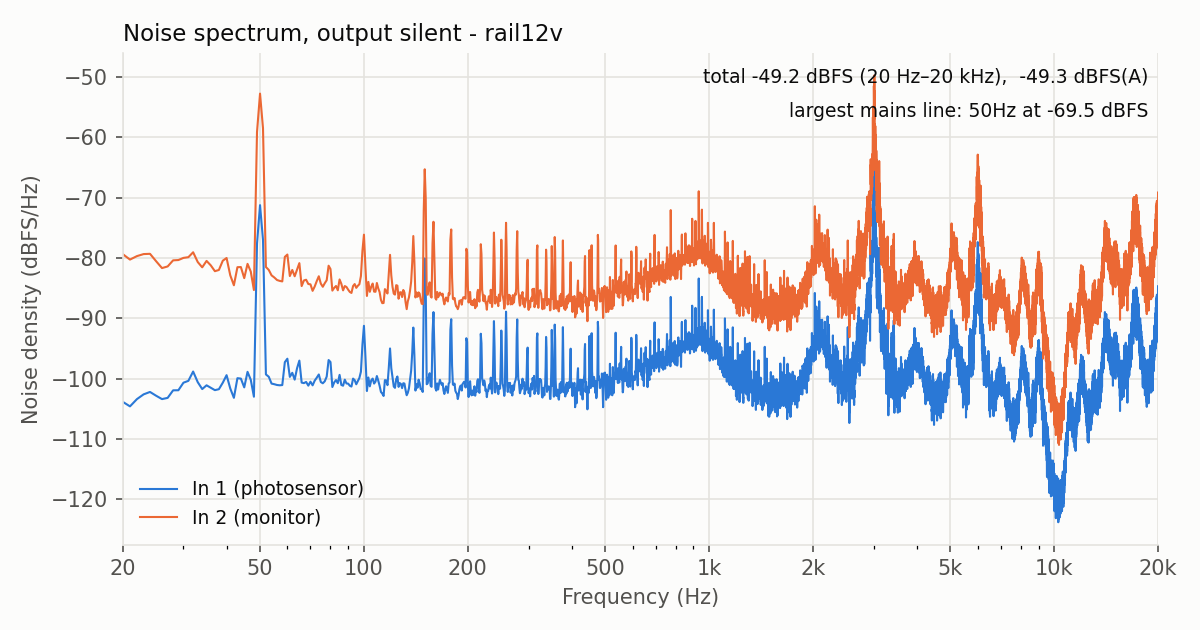 Noise spectrum, output silent - rail12v
total -49.2 dBFS (20 Hz–20 kHz),  -49.3 dBFS(A)
largest mains line: 50Hz at -69.5 dBFS
Noise density (dBFS/Hz)
−50
−60
−70
−80
−90
−100
−110
−120
In 1 (photosensor)
In 2 (monitor)
20 50 100 200 500 1k 2k 5k 10k 20k
Frequency (Hz)